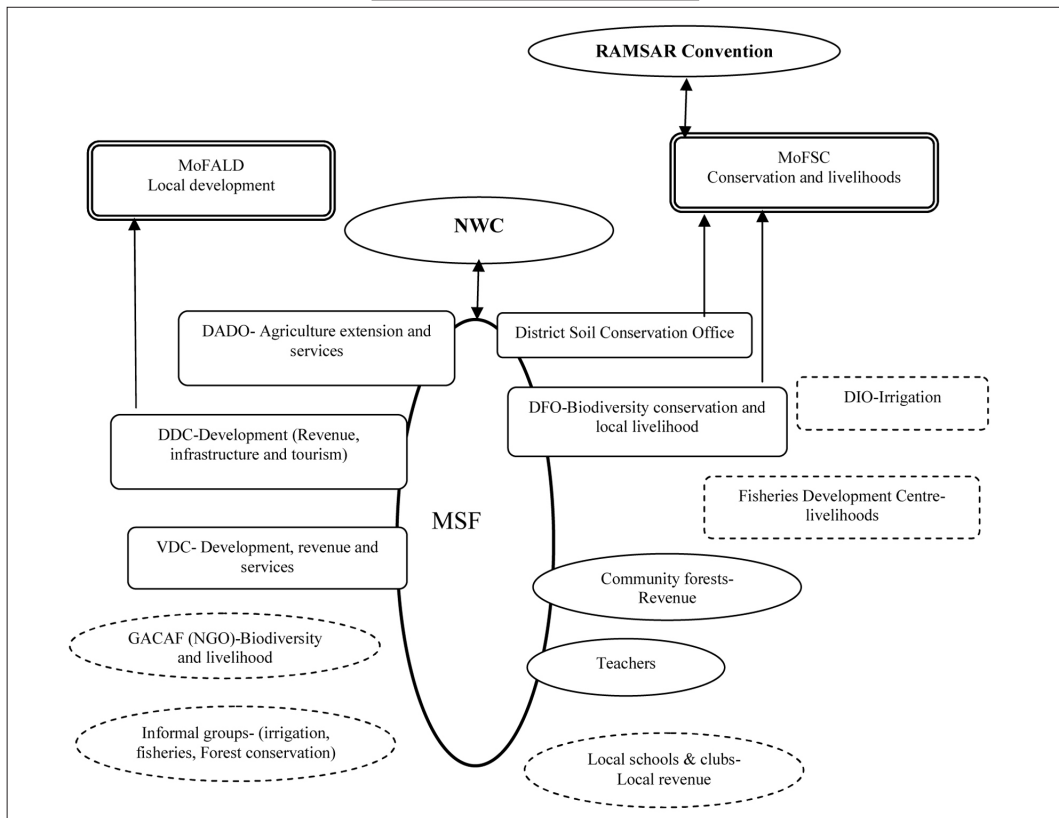 RAMSAR Convention
MoFALD
Local development
MoFSC
Conservation and livelihoods
NWC
DADO- Agriculture extension and
services
District Soil Conservation Office
DFO-Biodiversity conservation and
local livelihood
DIO-Irrigation
DDC-Development (Revenue,
infrastructure and tourism)
Fisheries Development Centre-
livelihoods
MSF
VDC- Development, revenue and
services
Community forests-
Revenue
GACAF (NGO)-Biodiversity
and livelihood
Teachers
Informal groups- (irrigation,
fisheries, Forest conservation)
Local schools & clubs-
Local revenue